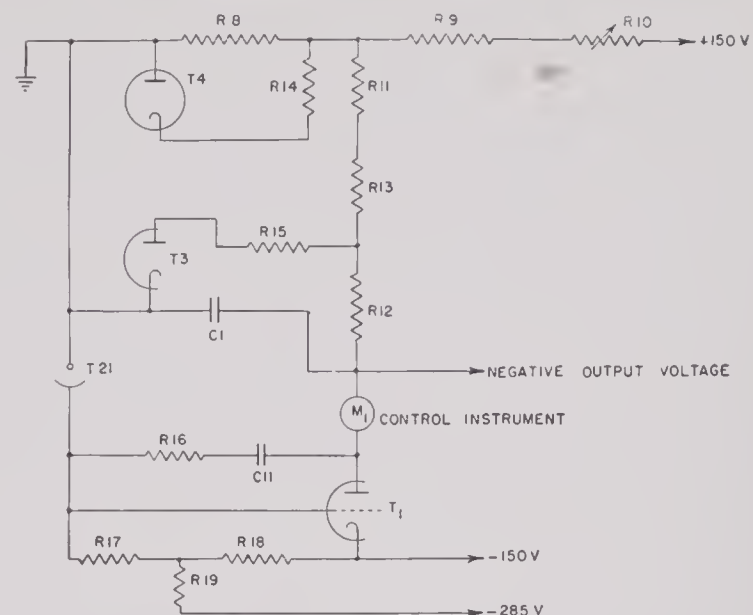 R8
R9
R10
+150 V
T4
R14
R11
R13
R15
T3
R12
C1
T21
NEGATIVE OUTPUT VOLTAGE
M1
CONTROL INSTRUMENT
R16
C11
T1
R17
R18
-150 V
R19
-285 V